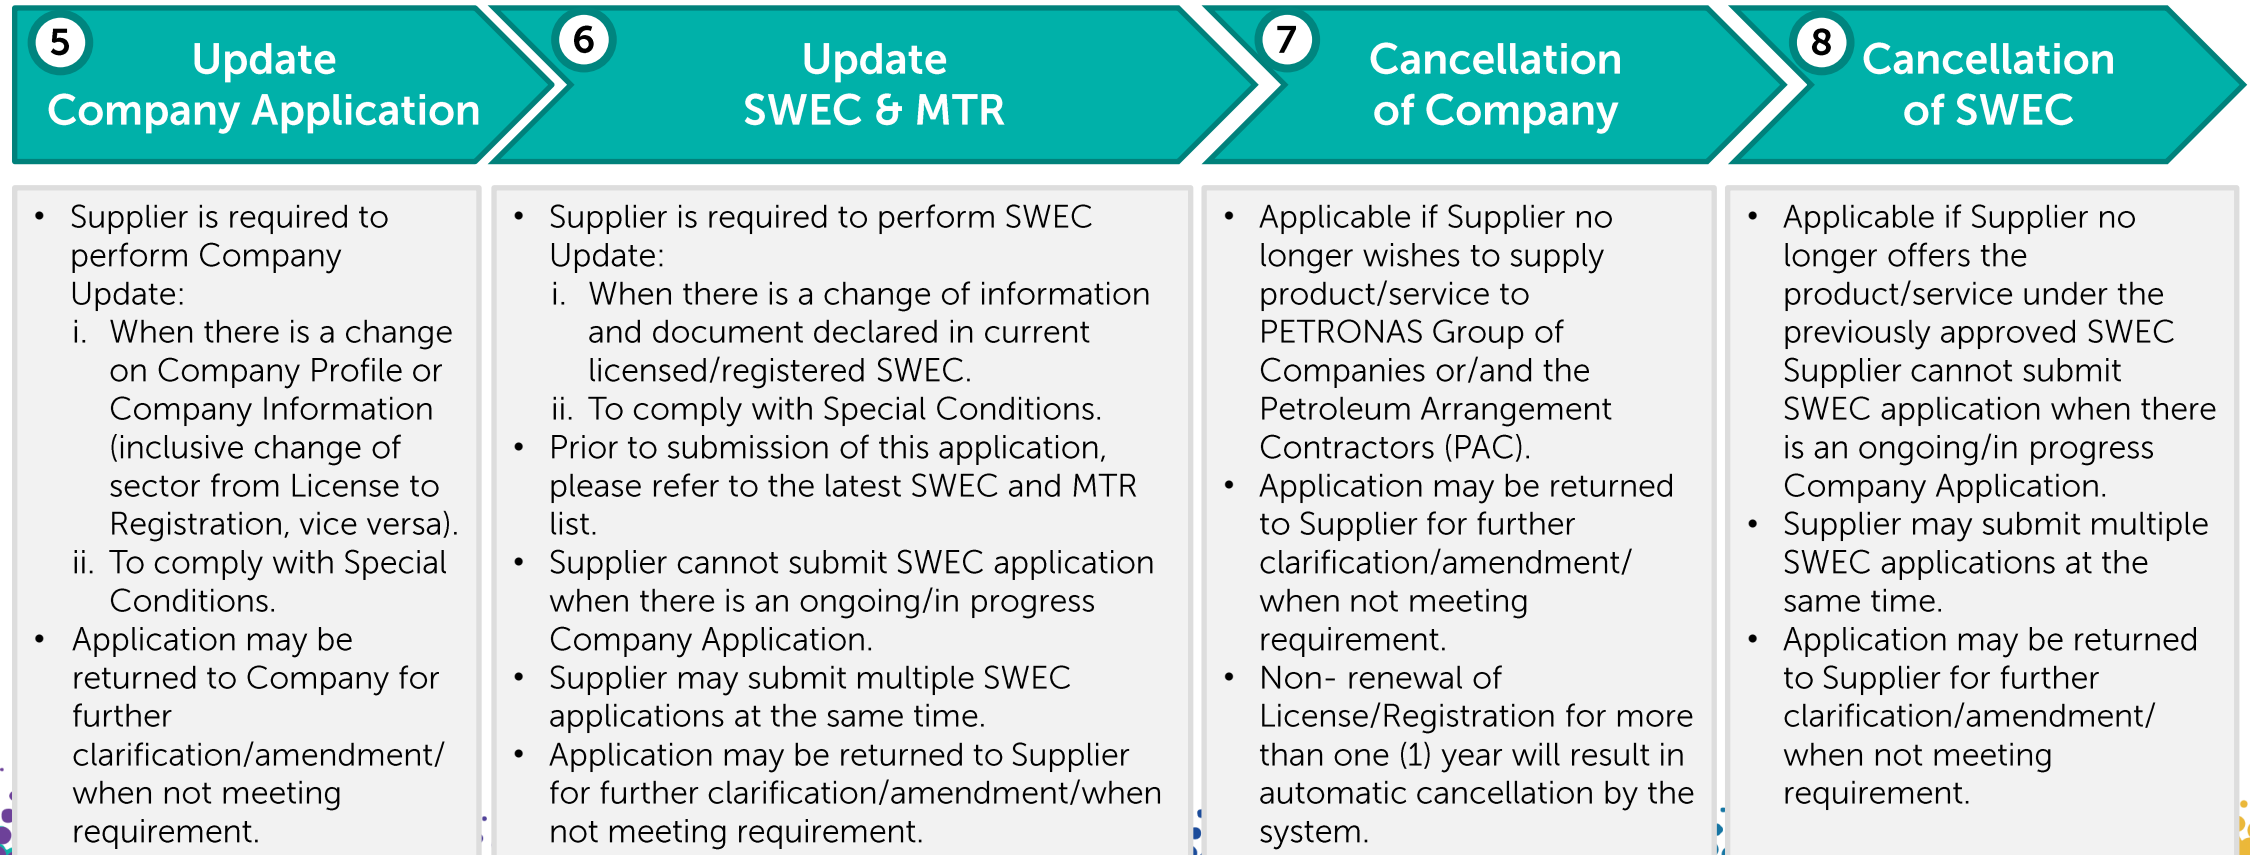 5
Update
Company Application
6
Update
SWEC & MTR
7
Cancellation
of Company
8
Cancellation
of SWEC
• Supplier is required to
perform Company
Update:
i. When there is a change
on Company Profile or
Company Information
(inclusive change of
sector from License to
Registration, vice versa).
ii. To comply with Special
Conditions.
• Application may be
returned to Company for
further
clarification/amendment/
when not meeting
requirement.
• Supplier is required to perform SWEC
Update:
i. When there is a change of information
and document declared in current
licensed/registered SWEC.
ii. To comply with Special Conditions.
• Prior to submission of this application,
please refer to the latest SWEC and MTR
list.
• Supplier cannot submit SWEC application
when there is an ongoing/in progress
Company Application.
• Supplier may submit multiple SWEC
applications at the same time.
• Application may be returned to Supplier
for further clarification/amendment/when
not meeting requirement.
• Applicable if Supplier no
longer wishes to supply
product/service to
PETRONAS Group of
Companies or/and the
Petroleum Arrangement
Contractors (PAC).
• Application may be returned
to Supplier for further
clarification/amendment/
when not meeting
requirement.
• Non- renewal of
License/Registration for more
than one (1) year will result in
automatic cancellation by the
system.
• Applicable if Supplier no
longer offers the
product/service under the
previously approved SWEC
Supplier cannot submit
SWEC application when there
is an ongoing/in progress
Company Application.
• Supplier may submit multiple
SWEC applications at the
same time.
• Application may be returned
to Supplier for further
clarification/amendment/
when not meeting
requirement.